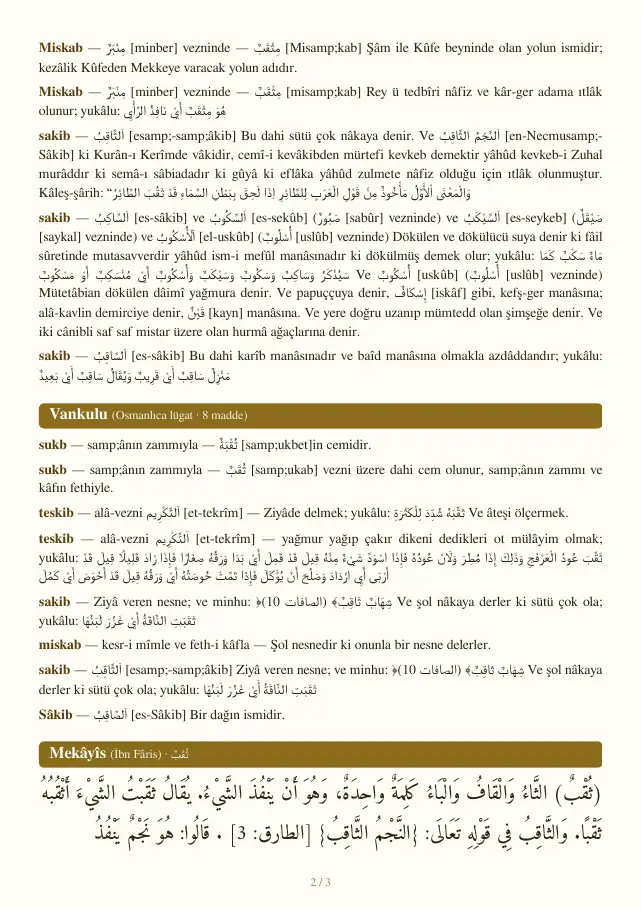 Miskab — مِنْبَرٌ [minber] vezninde — مِثْقَبٌ [Misamp;kab] Şâm ile Kûfe beyninde olan yolun ismidir;
kezâlik Kûfeden Mekkeye varacak yolun adıdır.
Miskab — مِنْبَرٌ [minber] vezninde — مِثْقَبٌ [misamp;kab] Rey ü tedbîri nâfiz ve kâr-ger adama ıtlâk
olunur; yukâlu: هُوَ مِثْقَبٌ أَيْ نَافِذُ الرَّأْيِ
sakib — اَلثَّاقِبُ [esamp;-samp;âkib] Bu dahi sütü çok nâkaya denir. Ve اَلنَّجْمُ الثَّاقِبُ [en-Necmusamp;-
Sâkib] ki Kurân-ı Kerîmde vâkidir, cemî-i kevâkibden mürtefi kevkeb demektir yâhûd kevkeb-i Zuhal
murâddır ki semâ-ı sâbiadadır ki gûyâ ki eflâka yâhûd zulmete nâfiz olduğu için ıtlâk olunmuştur.
Kâleş-şârih: “وَالْمَعْنَى اَلْأَوَّلُ مَأْخُوذٌ مِنْ قَوْلِ الْعَرَبِ لِلطَّائِرِ إِذَا لَحِقَ بِبَطْنِ السَّمَاءِ قَدْ ثَقُبَ الطَّائِرُ
sakib — اَلسَّاكِبُ [es-sâkib] ve اَلسَّكُوبُ [es-sekûb] (صَبُورٌ [sabûr] vezninde) ve اَلسَّيْكَبُ [es-seykeb] (صَيْقَلٌ
[saykal] vezninde) ve اَلْأُسْكُوبُ [el-uskûb] (أُسْلُوبٌ [uslûb] vezninde) Dökülen ve dökülücü suya denir ki fâil
sûretinde mutasavverdir yâhûd ism-i mefûl manâsınadır ki dökülmüş demek olur; yukâlu: مَاءٌ سَكْبٌ كَمَا
سَيُذْكَرُ وَسَاكِبٌ وَسَكُوبٌ وَسَيْكَبٌ وَأُسْكُوبٌ أَيْ مُنْسَكِبٌ أَوْ مَسْكُوبٌ Ve أُسْكُوبٌ [uskûb] (أُسْلُوبٌ [uslûb] vezninde)
Mütetâbian dökülen dâimî yağmura denir. Ve papuççuya denir, إِسْكَافٌ [iskâf] gibi, kefş-ger manâsına;
alâ-kavlin demirciye denir, قَيْنٌ [kayn] manâsına. Ve yere doğru uzanıp mümtedd olan şimşeğe denir. Ve
iki cânibli saf saf mistar üzere olan hurmâ ağaçlarına denir.
sakib — اَلسَّاقِبُ [es-sâkib] Bu dahi karîb manâsınadır ve baîd manâsına olmakla azdâddandır; yukâlu:
مَنْزِلٌ سَاقِبٌ أَيْ قَرِيبٌ وَيُقَالُ سَاقِبٌ أَيْ بَعِيدٌ
Vankulu (Osmanlıca lügat · 8 madde)
sukb — samp;ânın zammıyla — ثُقْبَةٌ [samp;ukbet]in cemidir.
sukb — samp;ânın zammıyla — ثُقَبٌ [samp;ukab] vezni üzere dahi cem olunur, samp;ânın zammı ve
kâfın fethiyle.
teskib — alâ-vezni اَلتَّكْرِيم [et-tekrîm] — Ziyâde delmek; yukâlu: ثَقَّبَهُ شُدِّدَ لِلْكَثْرَةِ Ve âteşi ölçermek.
teskib — alâ-vezni اَلتَّكْرِيم [et-tekrîm] — yağmur yağıp çakır dikeni dedikleri ot mülâyim olmak;
yukâlu: ثَقَّبَ عُودُ الْعَرْفَجِ وَذَلِكَ إِذَا مُطِرَ وَلَانَ عُودُهُ فَإِذَا اسْوَدَّ شَيْءٌ مِنْهُ قِيلَ قَدْ قَمِلَ أَيْ بَدَا وَرَقُهُ صِغَارًا فَإِذَا زَادَ قَلِيلًا قِيلَ قَدْ
أَرْبَى أَيِ ازْدَادَ وَصَلُحَ أَنْ يُؤْكَلَ فَإِذَا تَمَّتْ خُوصَتُهُ أَيْ وَرَقُهُ قِيلَ قَدْ أَخْوَصَ أَيْ كَمُلَ
sakib — Ziyâ veren nesne; ve minhu: ﴿شِهَابٌ ثَاقِبٌ﴾ (الصافات 10) Ve şol nâkaya derler ki sütü çok ola;
yukâlu: ثَقَبَتِ النَّاقَةُ أَيْ غَزُرَ لَبَنُهَا
miskab — kesr-i mîmle ve feth-i kâfla — Şol nesnedir ki onunla bir nesne delerler.
sakib — اَلثَّاقِبُ [esamp;-samp;âkib] Ziyâ veren nesne; ve minhu: ﴿شِهَابٌ ثَاقِبٌ﴾ (الصافات 10) Ve şol nâkaya
derler ki sütü çok ola; yukâlu: ثَقَبَتِ النَّاقَةُ أَيْ غَزُرَ لَبَنُهَا
Sâkib — اَلصَّاقِبُ [es-Sâkib] Bir dağın ismidir.
Mekâyîs (İbn Fâris) · ثُقْبٌ
(ثُقْبٌ) الثَّاءُ وَالْقَافُ وَالْبَاءُ كَلِمَةٌ وَاحِدَةٌ، وَهُوَ أَنْ يَنْفُذَ الشَّيْءُ. يُقَالُ ثَقَبْتُ الشَّيْءَ أَثْقُبُهُ
ثَقْبًا. وَالثَّاقِبُ فِي قَوْلِهِ تَعَالَى: {النَّجْمُ الثَّاقِبُ} [الطارق: 3] . قَالُوا: هُوَ نَجْمٌ يَنْفُذُ
2 / 3